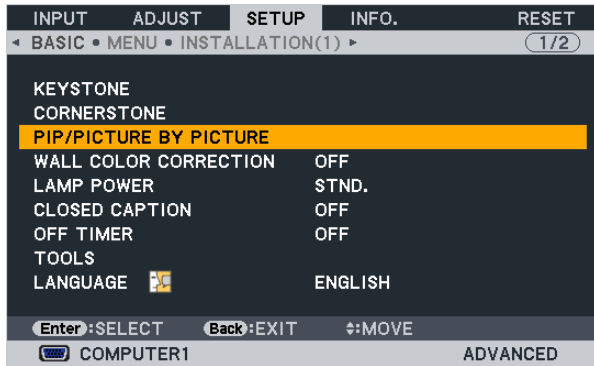 INPUT ADJUST SETUP INFO. RESET
◂ BASIC • MENU • INSTALLATION(1) ▸ 1/2
KEYSTONE
CORNERSTONE
PIP/PICTURE BY PICTURE
WALL COLOR CORRECTION OFF
LAMP POWER STND.
CLOSED CAPTION OFF
OFF TIMER OFF
TOOLS
LANGUAGE ENGLISH
Enter:SELECT Back:EXIT ⬍:MOVE
COMPUTER1 ADVANCED